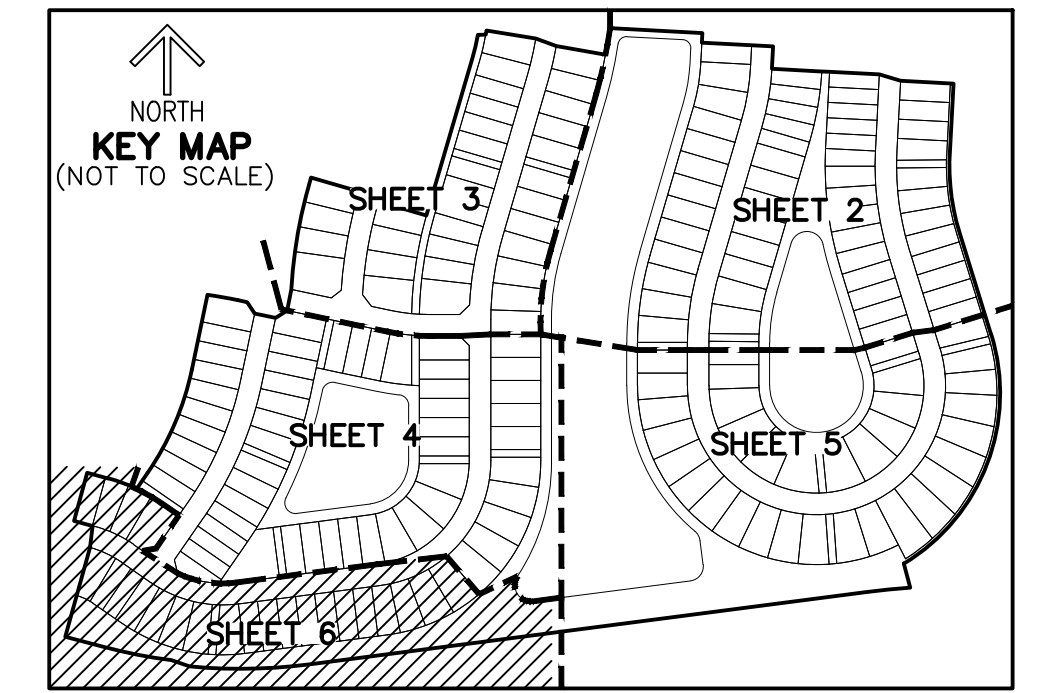 NORTH
KEY MAP
(NOT TO SCALE)
SHEET 3
SHEET 2
SHEET 4
SHEET 5
SHEET 6